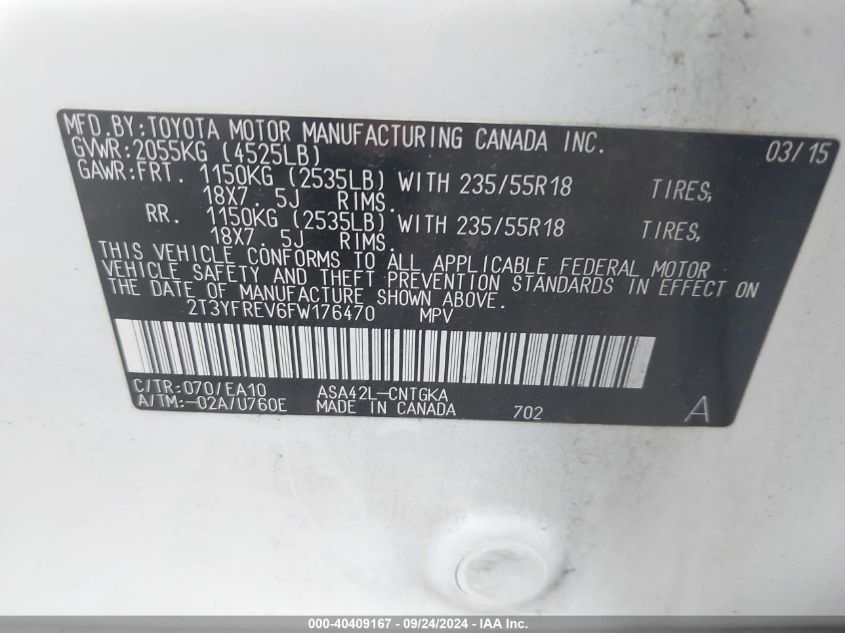 MFD.BY:TOYOTA MOTOR MANUFACTURING CANADA INC. 03/15
GVWR:2055KG (4525LB)
GAWR:FRT. 1150KG (2535LB) WITH 235/55R18 TIRES,
18X7.5J RIMS.
RR. 1150KG (2535LB) WITH 235/55R18 TIRES,
18X7.5J RIMS.
THIS VEHICLE CONFORMS TO ALL APPLICABLE FEDERAL MOTOR
VEHICLE SAFETY AND THEFT PREVENTION STANDARDS IN EFFECT ON
THE DATE OF MANUFACTURE SHOWN ABOVE.
2T3YFREV6FW176470 MPV
C/TR:070/EA10 ASA42L-CNTGKA
A/TM:-02A/U760E MADE IN CANADA 702 A
000-40409167 - 09/24/2024 - IAA Inc.